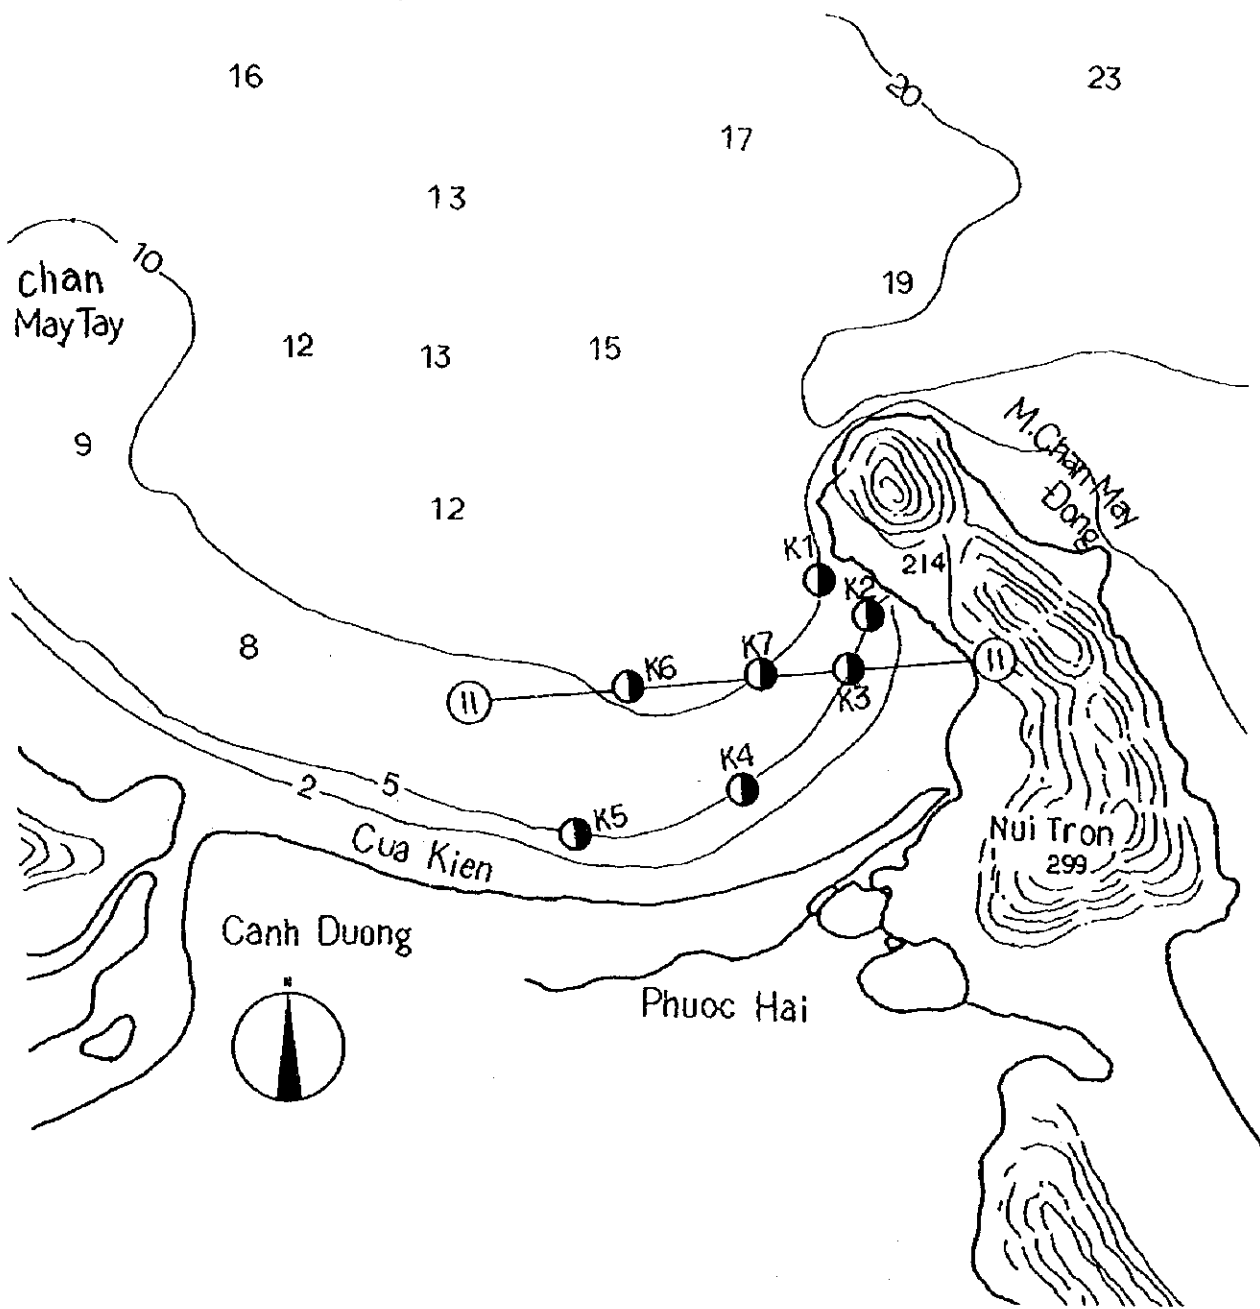 16
23
20
17
13
10
chan
May Tay
19
12
13
15
9
M. Chan May
Dong
12
K1
214
K2
8
K7
K6
11
11
K3
K4
2
5
K5
Cua Kien
Nui Tron
299
Canh Duong
N
Phuoc Hai